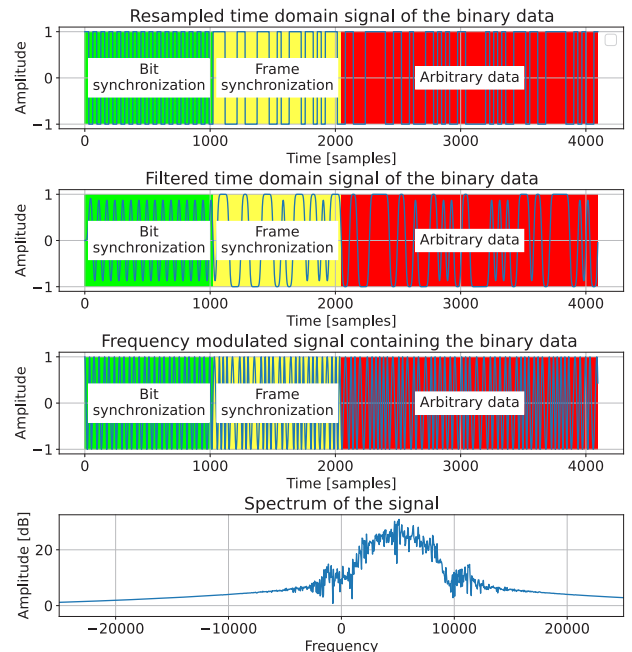 Resampled time domain signal of the binary data
Amplitude
1
0
−1
Bit
synchronization
Frame
synchronization
Arbitrary data
0
1000
2000
3000
4000
Time [samples]
Filtered time domain signal of the binary data
Amplitude
1
0
−1
Bit
synchronization
Frame
synchronization
Arbitrary data
0
1000
2000
3000
4000
Time [samples]
Frequency modulated signal containing the binary data
Amplitude
1
0
−1
Bit
synchronization
Frame
synchronization
Arbitrary data
0
1000
2000
3000
4000
Time [samples]
Spectrum of the signal
Amplitude [dB]
20
0
−20000
−10000
0
10000
20000
Frequency